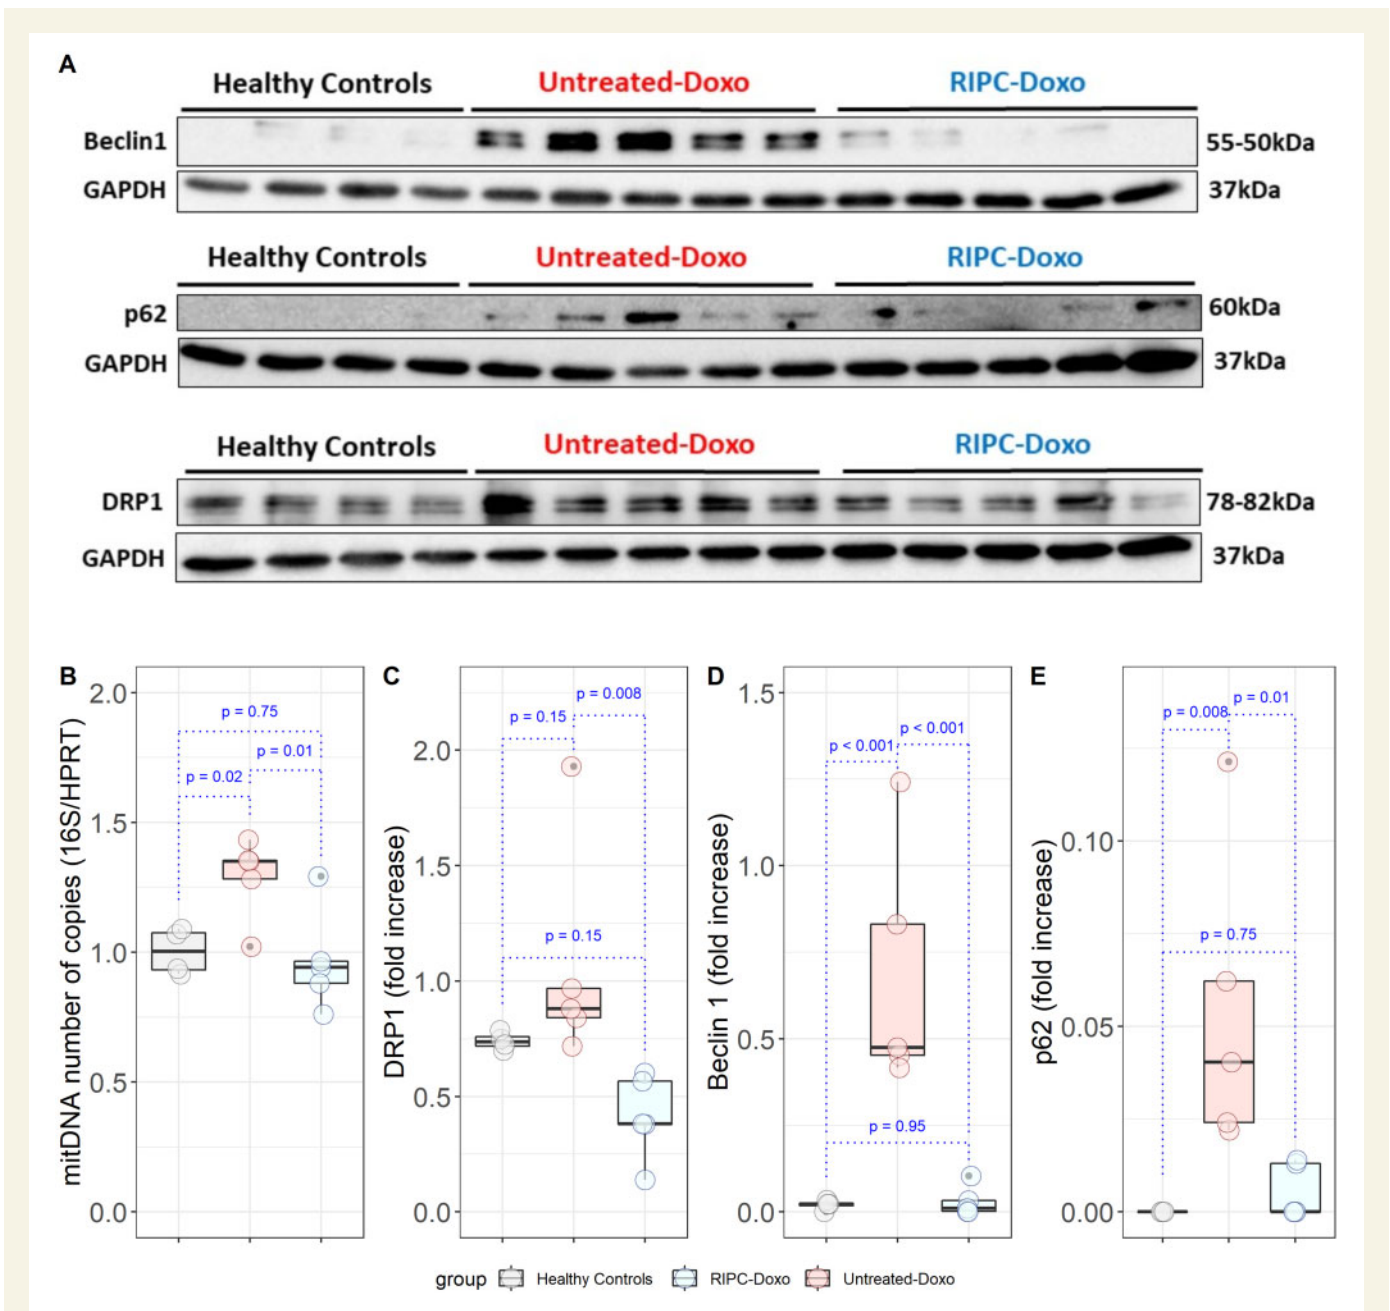 A
Healthy Controls Untreated-Doxo RIPC-Doxo
Beclin1 55-50kDa
GAPDH 37kDa
Healthy Controls Untreated-Doxo RIPC-Doxo
p62 60kDa
GAPDH 37kDa
Healthy Controls Untreated-Doxo RIPC-Doxo
DRP1 78-82kDa
GAPDH 37kDa
B
mitDNA number of copies (16S/HPRT)
2.0
1.5
1.0
0.5
0.0
p = 0.75
p = 0.01
p = 0.02
C
DRP1 (fold increase)
2.0
1.5
1.0
0.5
0.0
p = 0.008
p = 0.15
p = 0.15
D
Beclin 1 (fold increase)
1.5
1.0
0.5
0.0
p < 0.001
p < 0.001
p = 0.95
E
p62 (fold increase)
0.10
0.05
0.00
p = 0.01
p = 0.008
p = 0.75
group Healthy Controls RIPC-Doxo Untreated-Doxo